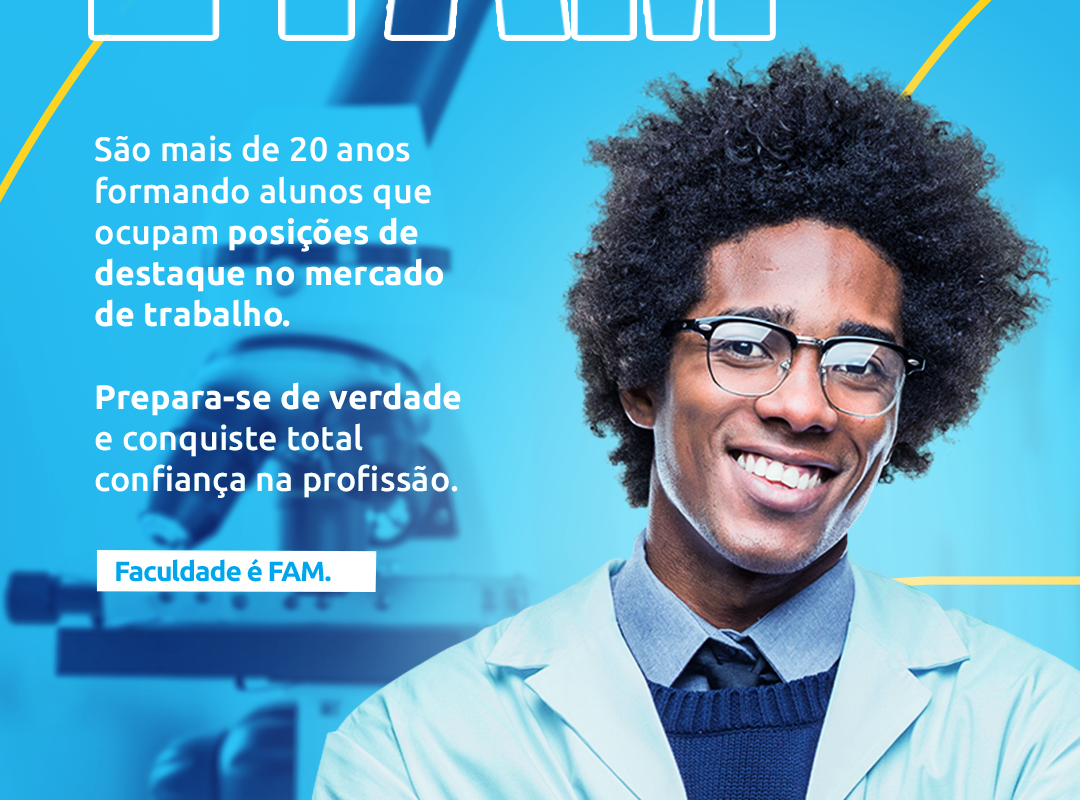 São mais de 20 anos
formando alunos que
ocupam posições de
destaque no mercado
de trabalho.
Prepara-se de verdade
e conquiste total
confiança na profissão.
Faculdade é FAM.